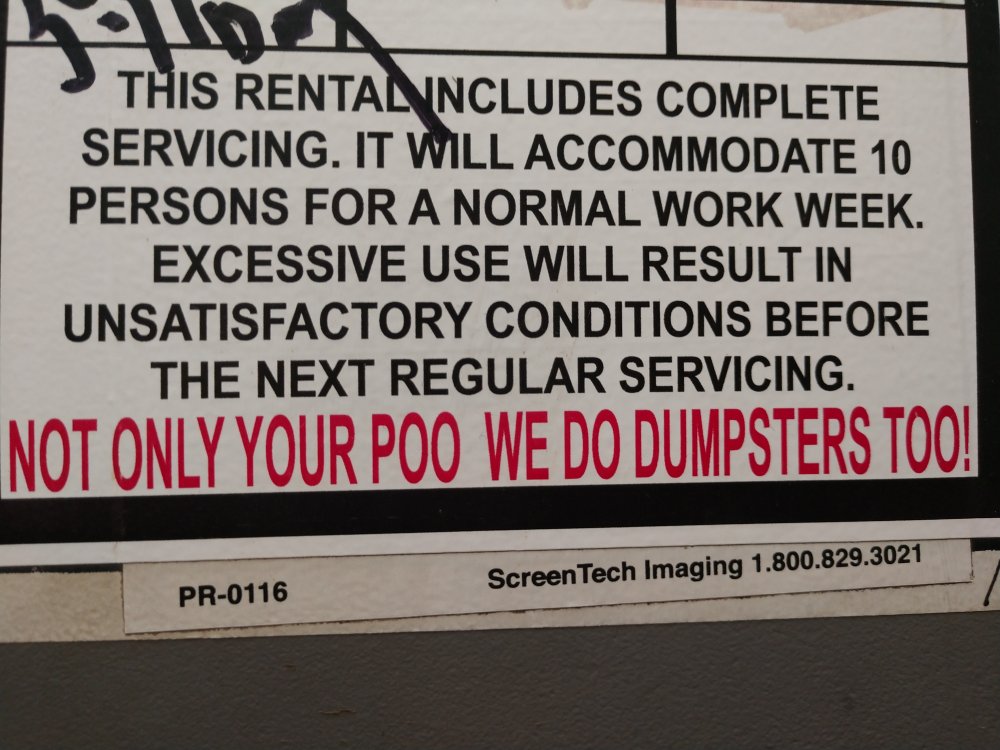 THIS RENTAL INCLUDES COMPLETE
SERVICING. IT WILL ACCOMMODATE 10
PERSONS FOR A NORMAL WORK WEEK.
EXCESSIVE USE WILL RESULT IN
UNSATISFACTORY CONDITIONS BEFORE
THE NEXT REGULAR SERVICING.
NOT ONLY YOUR POO WE DO DUMPSTERS TOO!
PR-0116 ScreenTech Imaging 1.800.829.3021